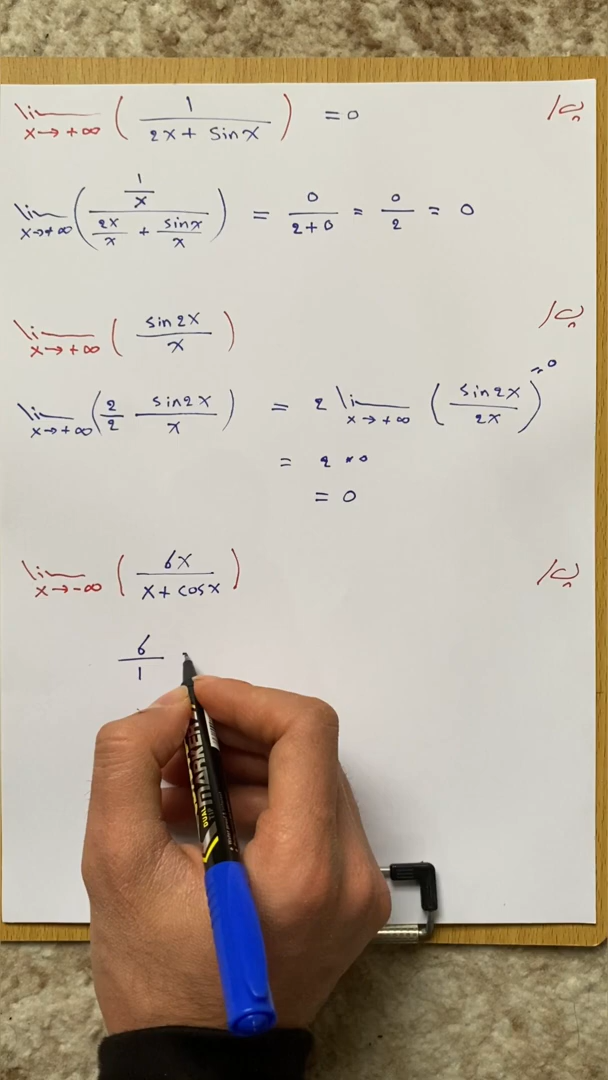 lim x→+∞ ( 1 / 2x + sinx ) = 0
lim x→+∞ ( 1/x / 2x/x + sinx/x ) = 0 / 2+0 = 0/2 = 0
lim x→+∞ ( sin2x / x )
lim x→+∞ ( 2/2 · sin2x / x ) = 2 lim x→+∞ ( sin2x / 2x ) = 0
= 2 × 0
= 0
lim x→-∞ ( 6x / x + cosx )
6/1
MARKER